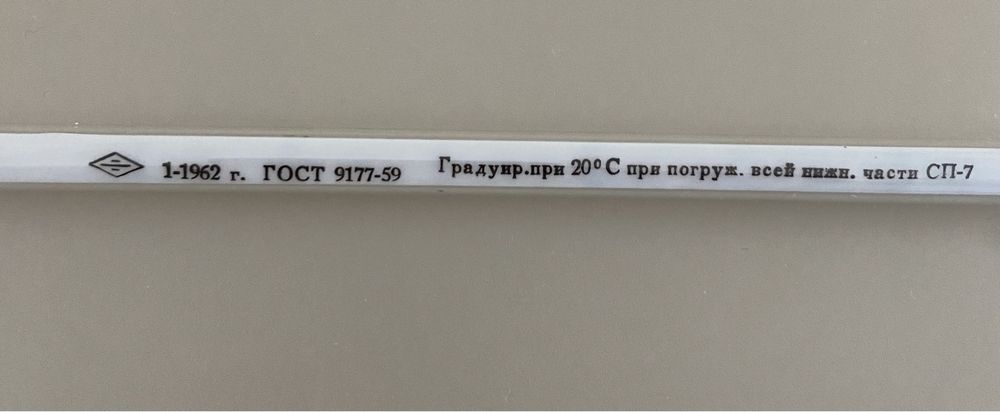 1-1962 г. ГОСТ 9177-59 Градуир.при 20°С при погруж. всей нижн. части СП-7